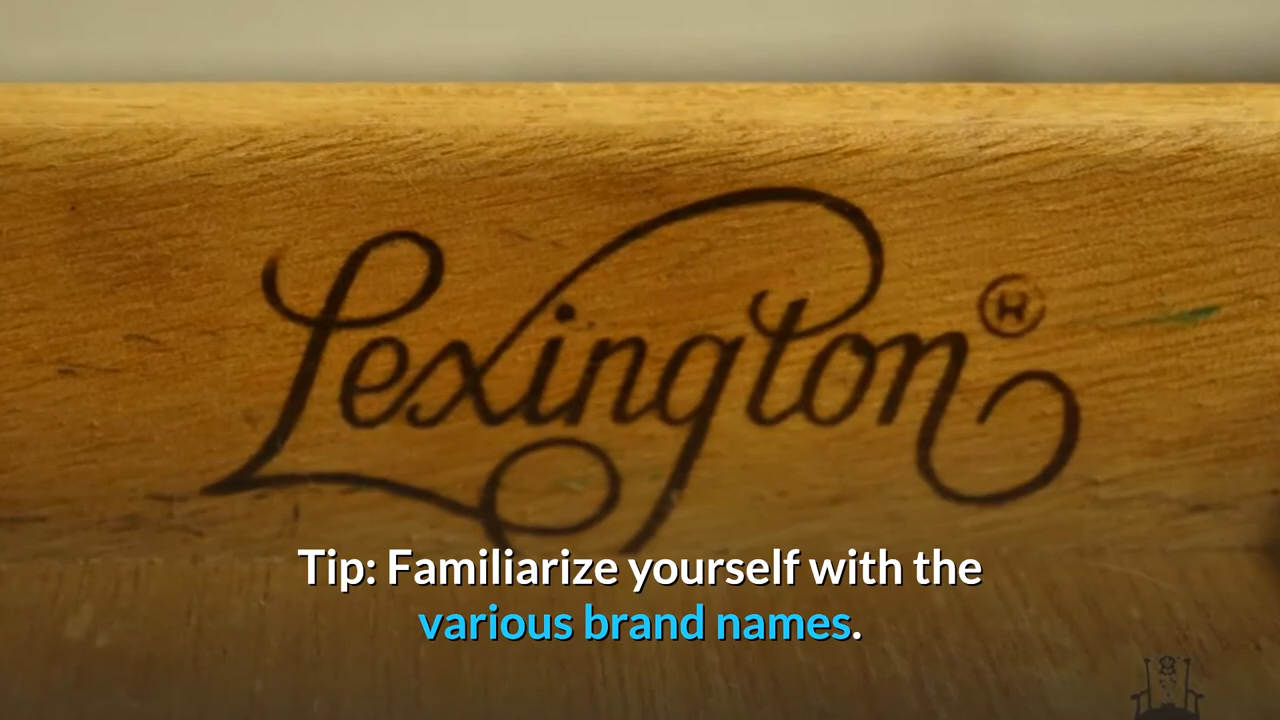 Lexington ®
Tip: Familiarize yourself with the
various brand names.